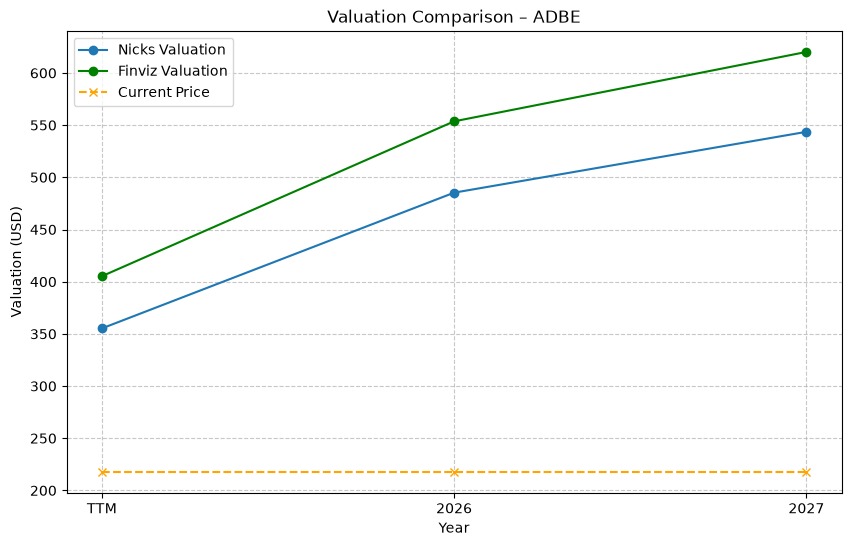 Valuation Comparison – ADBE
Nicks Valuation
Finviz Valuation
Current Price
Valuation (USD)
600
550
500
450
400
350
300
250
200
TTM
2026
2027
Year